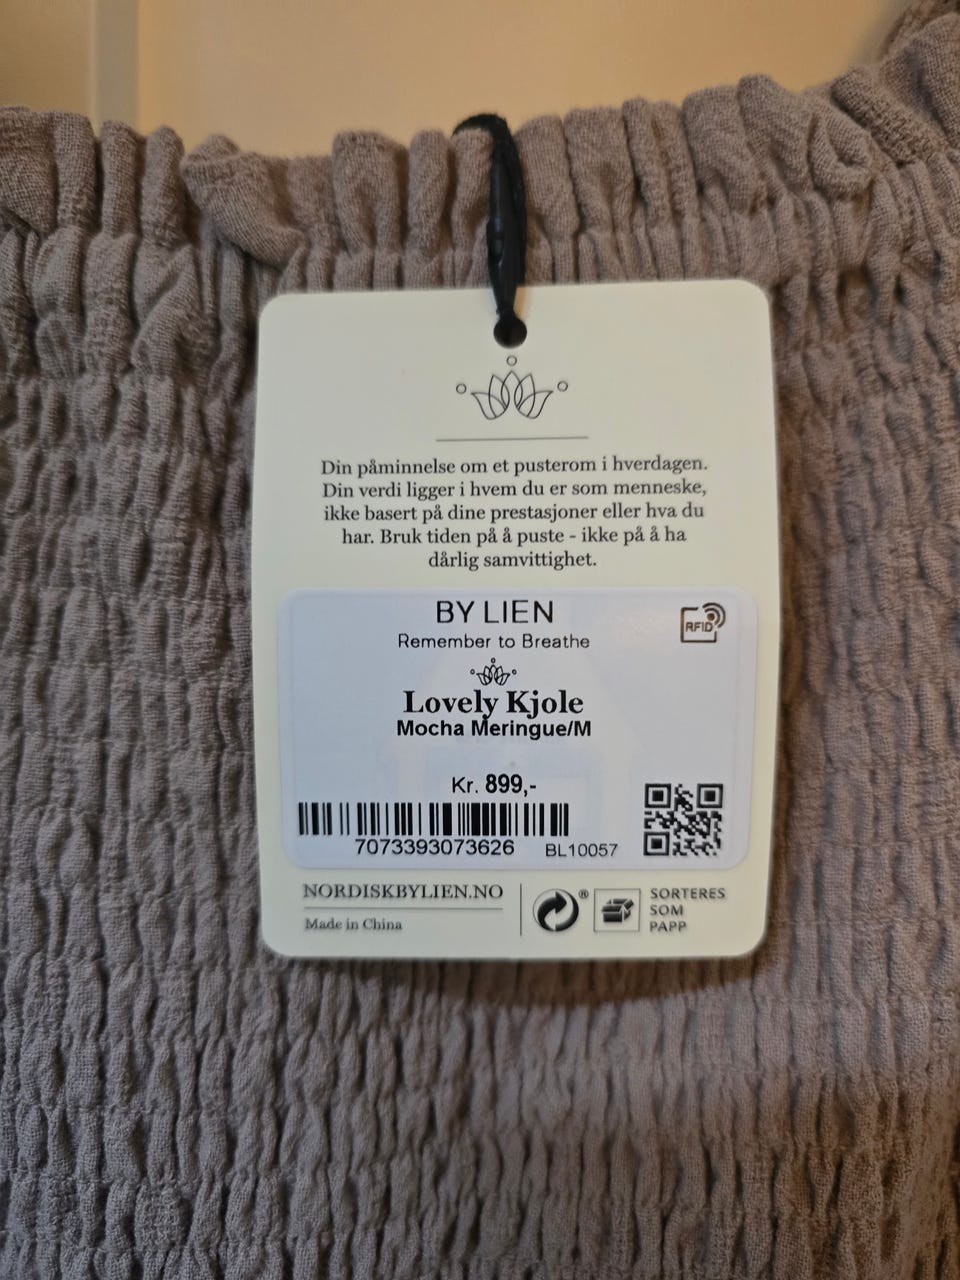 Din påminnelse om et pusterom i hverdagen.
Din verdi ligger i hvem du er som menneske,
ikke basert på dine prestasjoner eller hva du
har. Bruk tiden på å puste - ikke på å ha
dårlig samvittighet.
BY LIEN
RFID
Remember to Breathe
Lovely Kjole
Mocha Meringue/M
Kr. 899,-
7073393073626 BL10057
NORDISKBYLIEN.NO
Made in China
®
SORTERES
SOM
PAPP